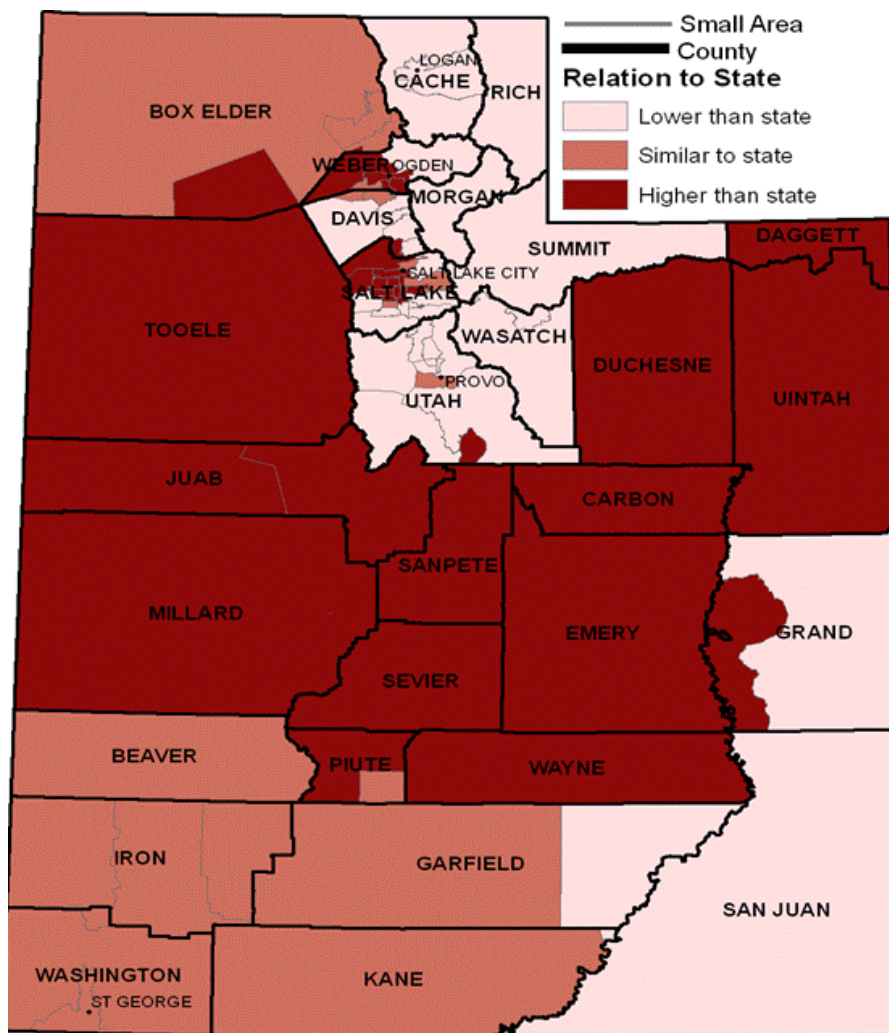 Small Area
County
Relation to State
Lower than state
Similar to state
Higher than state
LOGAN
CACHE
RICH
BOX ELDER
WEBER
OGDEN
MORGAN
DAVIS
SUMMIT
DAGGETT
SALT LAKE CITY
SALT LAKE
TOOELE
WASATCH
DUCHESNE
PROVO
UTAH
UINTAH
JUAB
CARBON
SANPETE
MILLARD
EMERY
GRAND
SEVIER
BEAVER
PIUTE
WAYNE
IRON
GARFIELD
SAN JUAN
WASHINGTON
KANE
ST GEORGE